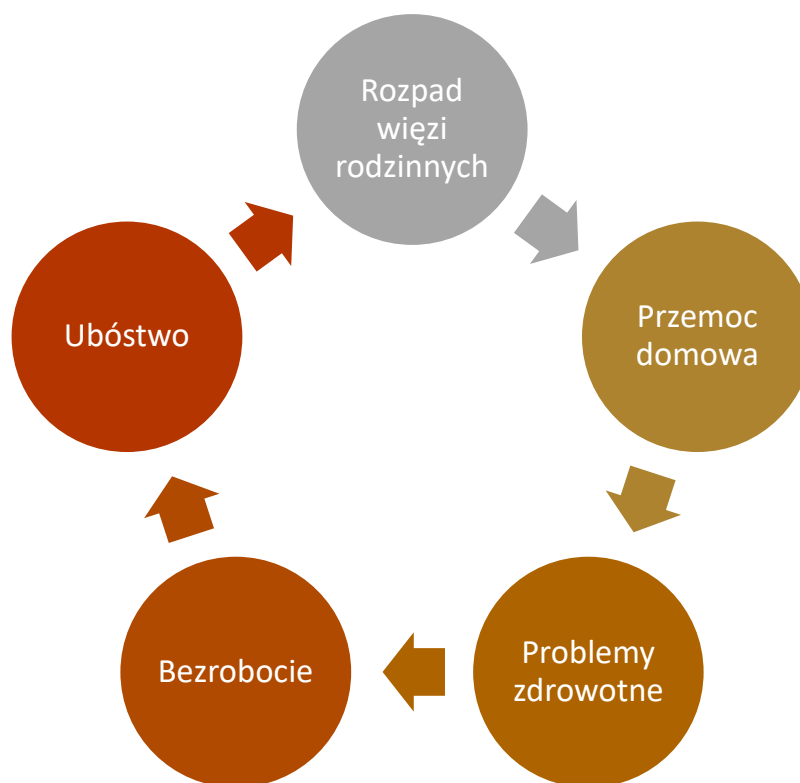 Rozpad
więzi
rodzinnych
Przemoc
domowa
Problemy
zdrowotne
Bezrobocie
Ubóstwo